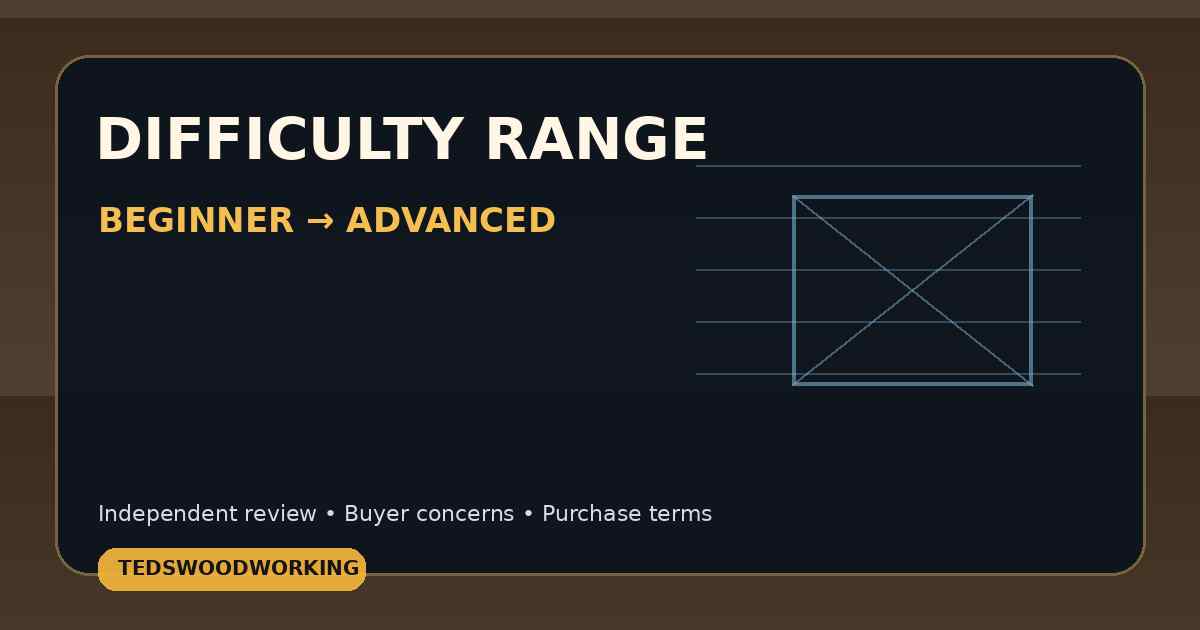 DIFFICULTY RANGE
BEGINNER → ADVANCED
Independent review • Buyer concerns • Purchase terms
TEDSWOODWORKING